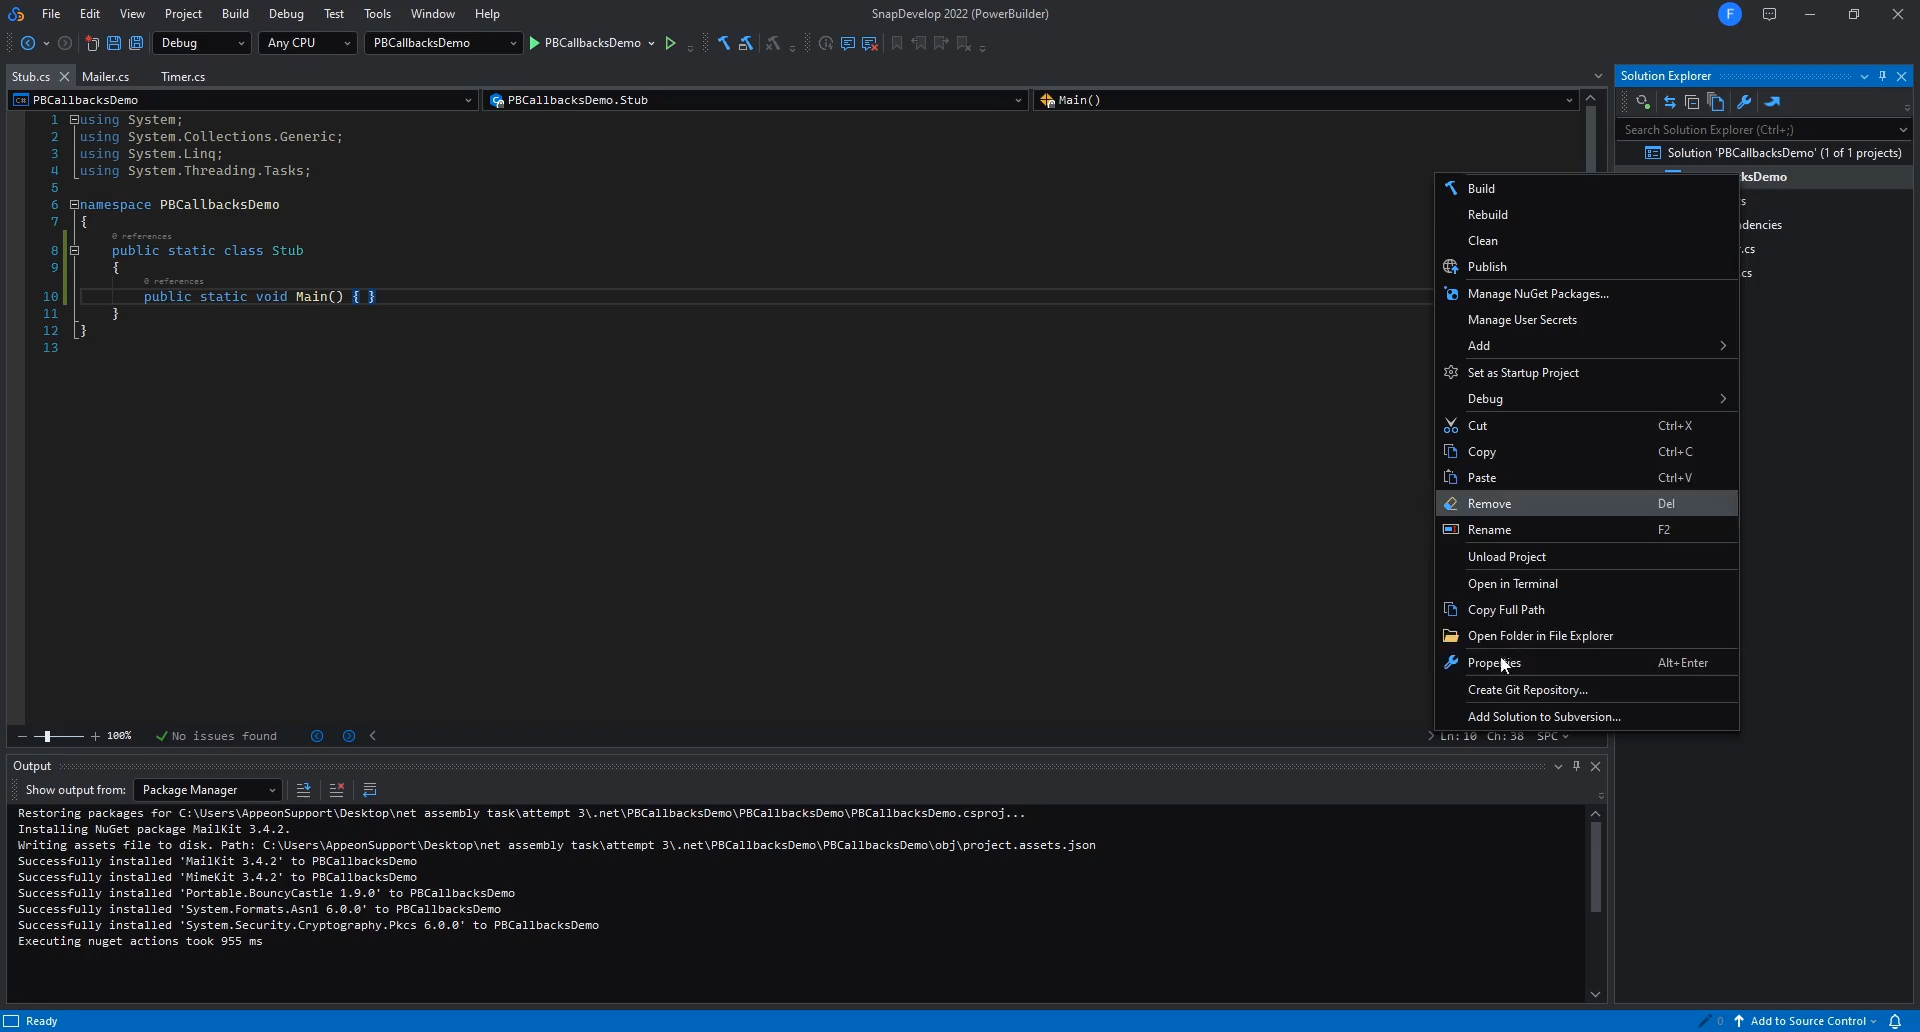 File Edit View Project Build Debug Test Tools Window Help
SnapDevelop 2022 (PowerBuilder)
F
Debug
Any CPU
PBCallbacksDemo
PBCallbacksDemo
Stub.cs
Mailer.cs
Timer.cs
C# PBCallbacksDemo
PBCallbacksDemo.Stub
Main()
1 using System;
2 using System.Collections.Generic;
3 using System.Linq;
4 using System.Threading.Tasks;
5
6 namespace PBCallbacksDemo
7 {
0 references
8 public static class Stub
9 {
0 references
10 public static void Main() { }
11 }
12 }
13
100%
No issues found
Ln: 10 Ch: 38 SPC
Solution Explorer
Search Solution Explorer (Ctrl+;)
Solution 'PBCallbacksDemo' (1 of 1 projects)
ksDemo
s
dencies
.cs
cs
Build
Rebuild
Clean
Publish
Manage NuGet Packages...
Manage User Secrets
Add
Set as Startup Project
Debug
Cut Ctrl+X
Copy Ctrl+C
Paste Ctrl+V
Remove Del
Rename F2
Unload Project
Open in Terminal
Copy Full Path
Open Folder in File Explorer
Properties Alt+Enter
Create Git Repository...
Add Solution to Subversion...
Output
Show output from: Package Manager
Restoring packages for C:\Users\AppeonSupport\Desktop\net assembly task\attempt 3\.net\PBCallbacksDemo\PBCallbacksDemo\PBCallbacksDemo.csproj...
Installing NuGet package MailKit 3.4.2.
Writing assets file to disk. Path: C:\Users\AppeonSupport\Desktop\net assembly task\attempt 3\.net\PBCallbacksDemo\PBCallbacksDemo\obj\project.assets.json
Successfully installed 'MailKit 3.4.2' to PBCallbacksDemo
Successfully installed 'MimeKit 3.4.2' to PBCallbacksDemo
Successfully installed 'Portable.BouncyCastle 1.9.0' to PBCallbacksDemo
Successfully installed 'System.Formats.Asn1 6.0.0' to PBCallbacksDemo
Successfully installed 'System.Security.Cryptography.Pkcs 6.0.0' to PBCallbacksDemo
Executing nuget actions took 955 ms
Ready
0
Add to Source Control